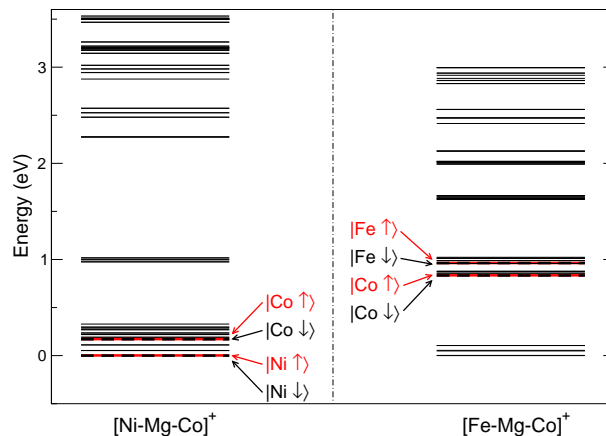 3
2
1
0
Energy (eV)
|Co ↑⟩
|Co ↓⟩
|Ni ↑⟩
|Ni ↓⟩
|Fe ↑⟩
|Fe ↓⟩
|Co ↑⟩
|Co ↓⟩
[Ni-Mg-Co]⁺
[Fe-Mg-Co]⁺